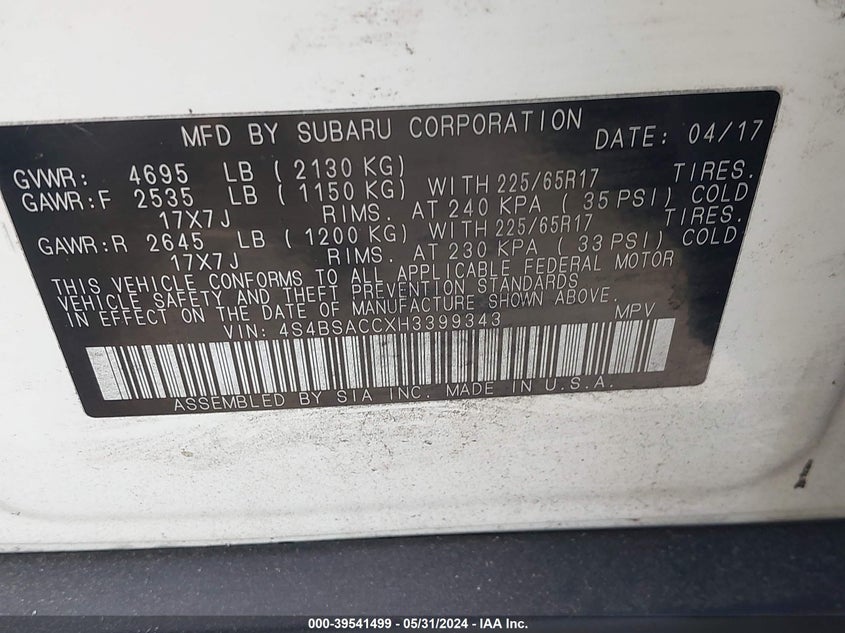 MFD BY SUBARU CORPORATION DATE: 04/17
GVWR: 4695 LB ( 2130 KG)
GAWR:F 2535 LB ( 1150 KG) WITH 225/65R17 TIRES.
17X7J RIMS. AT 240 KPA ( 35 PSI) COLD
GAWR:R 2645 LB ( 1200 KG) WITH 225/65R17 TIRES.
17X7J RIMS. AT 230 KPA ( 33 PSI) COLD
THIS VEHICLE CONFORMS TO ALL APPLICABLE FEDERAL MOTOR
VEHICLE SAFETY AND THEFT PREVENTION STANDARDS
IN EFFECT ON THE DATE OF MANUFACTURE SHOWN ABOVE.
VIN: 4S4BSACCXH3399343 MPV
ASSEMBLED BY SIA INC. MADE IN U.S.A.
000-39541499 - 05/31/2024 - IAA Inc.